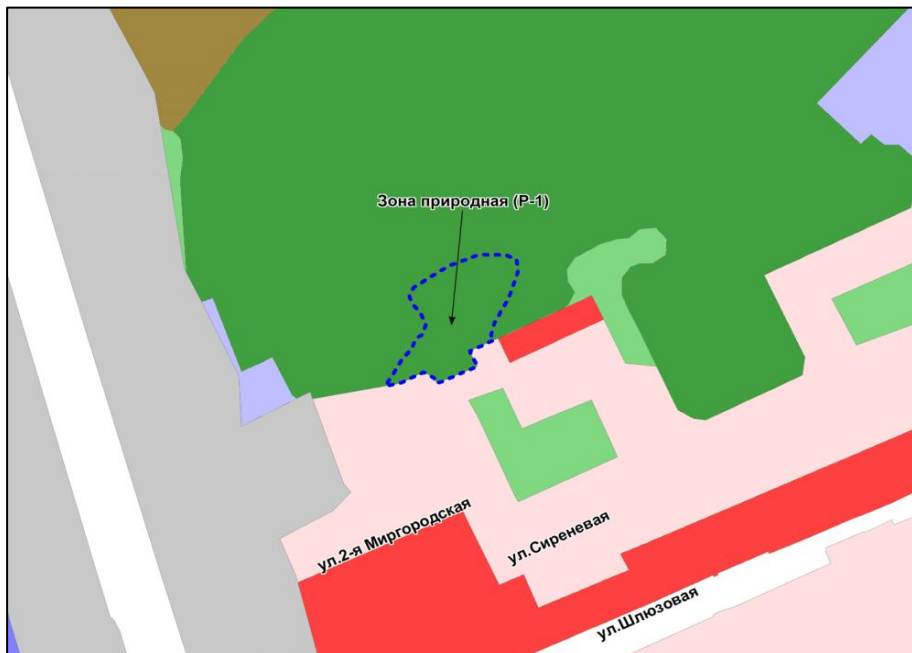 Зона природная (Р-1)
ул.2-я Миргородская
ул.Сиреневая
ул.Шлюзовая